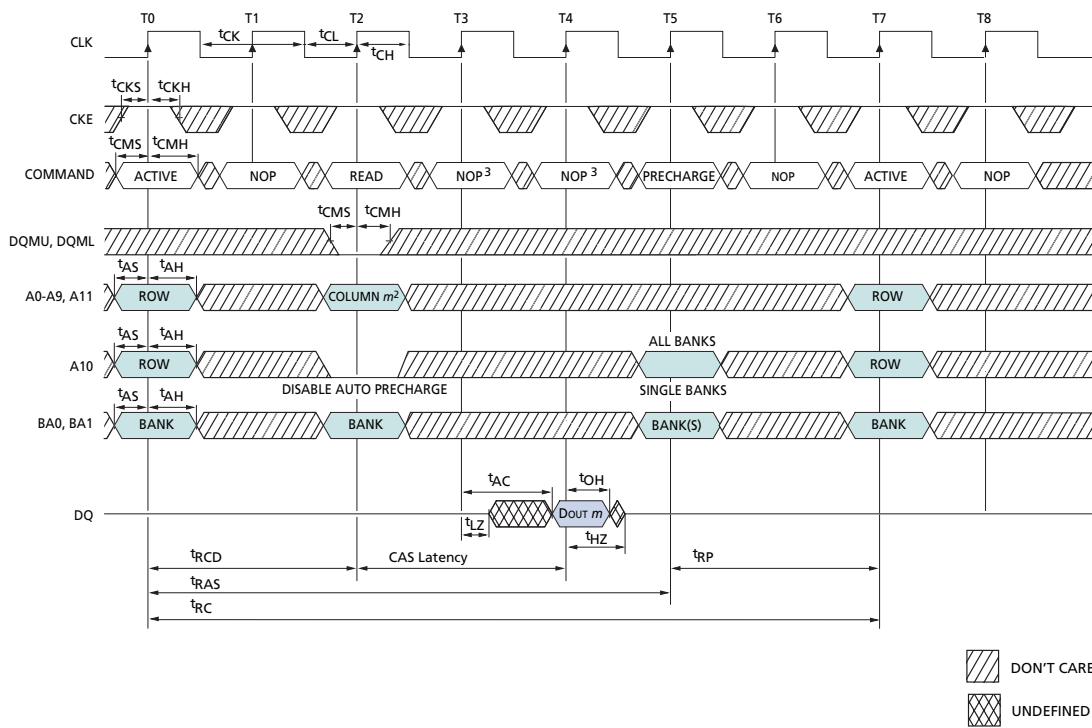 T0 T1 T2 T3 T4 T5 T6 T7 T8
CLK
tCK tCL
tCH
tCKS tCKH
CKE
tCMS tCMH
COMMAND ACTIVE NOP READ NOP3 NOP3 PRECHARGE NOP ACTIVE NOP
tCMS tCMH
DQMU, DQML
tAS tAH
A0-A9, A11 ROW COLUMN m2 ROW
tAS tAH ALL BANKS
A10 ROW ROW
DISABLE AUTO PRECHARGE SINGLE BANKS
tAS tAH
BA0, BA1 BANK BANK BANK(S) BANK
tAC tOH
DQ DOUT m
tLZ tHZ
tRCD CAS Latency tRP
tRAS
tRC
DON'T CARE
UNDEFINED